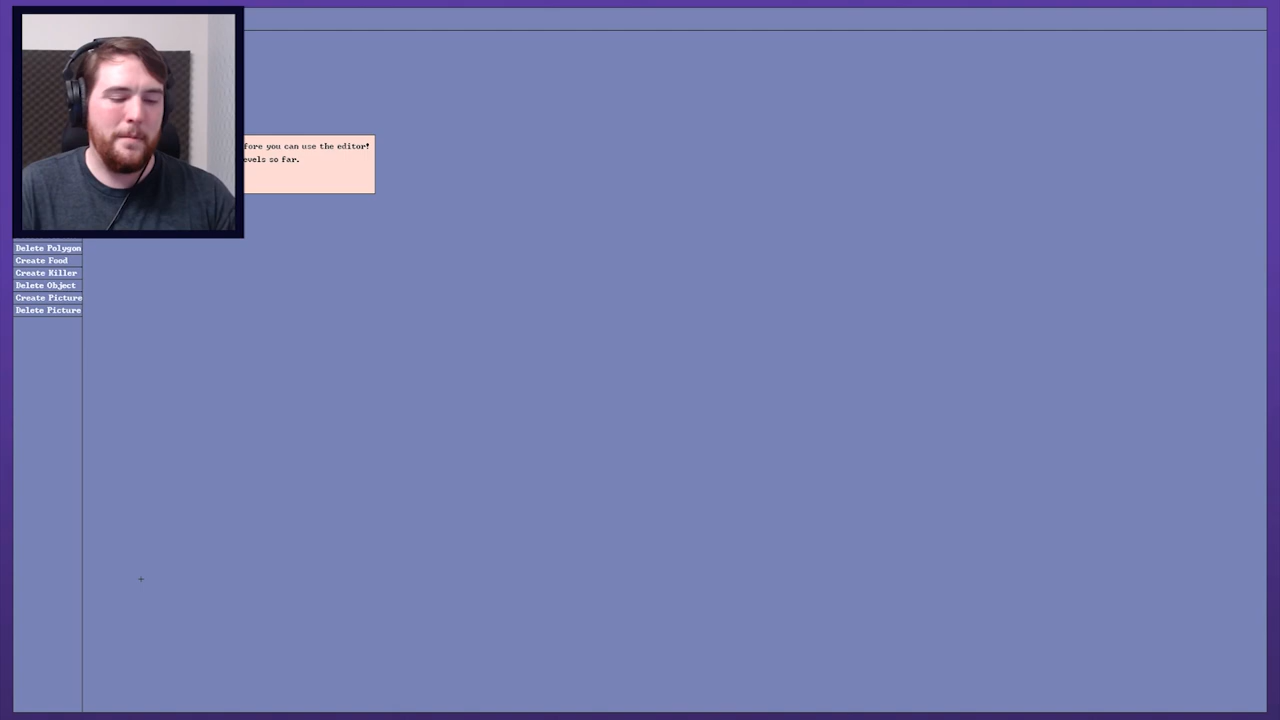 fore you can use the editor!
evels so far.
Delete Polygon
Create Food
Create Killer
Delete Object
Create Picture
Delete Picture